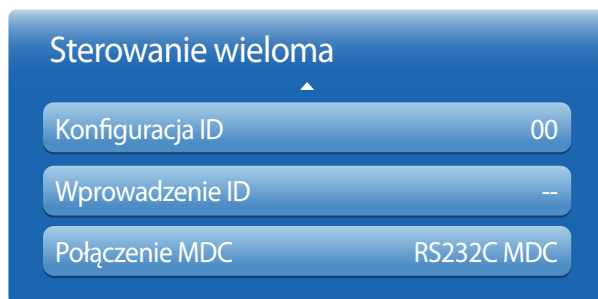 Sterowanie wieloma
Konfiguracja ID 00
Wprowadzenie ID --
Połączenie MDC RS232C MDC